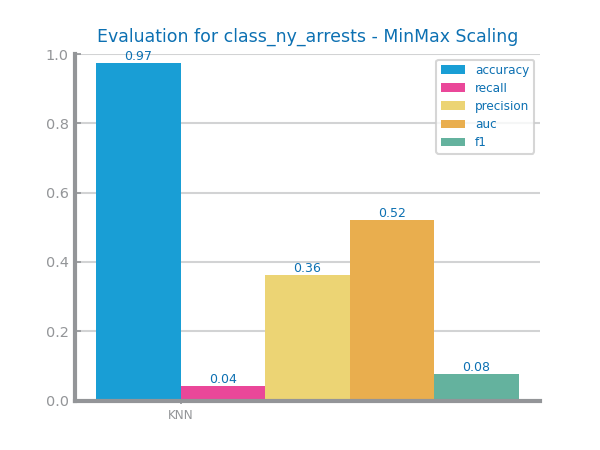 Evaluation for class_ny_arrests - MinMax Scaling
1.0
0.8
0.6
0.4
0.2
0.0
0.97
0.04
0.36
0.52
0.08
accuracy
recall
precision
auc
f1
KNN